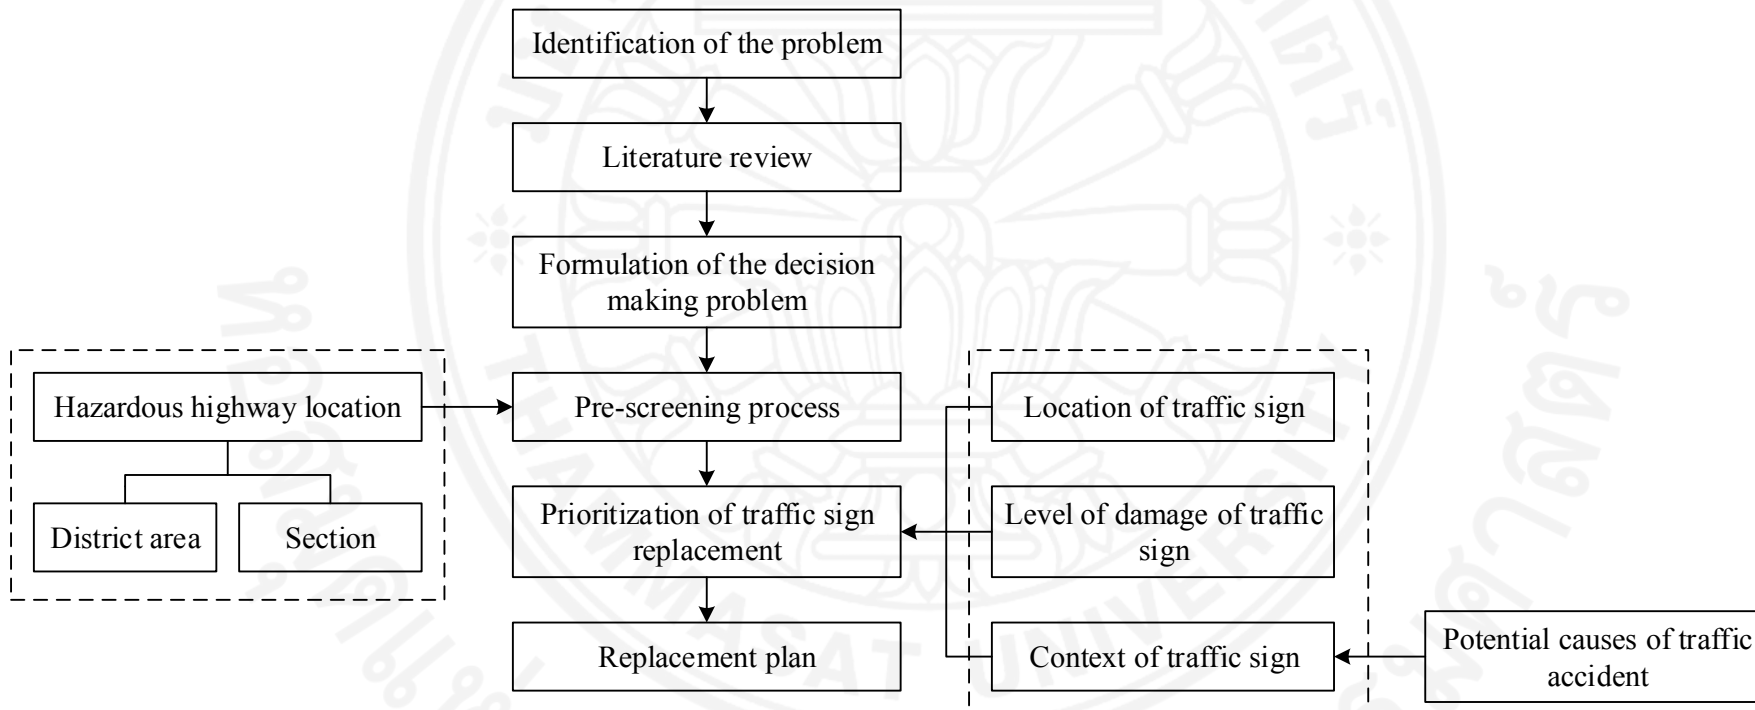 Identification of the problem
Literature review
Formulation of the decision
making problem
Hazardous highway location
Pre-screening process
Location of traffic sign
District area
Section
Prioritization of traffic sign
replacement
Level of damage of traffic
sign
Replacement plan
Context of traffic sign
Potential causes of traffic
accident
THAMMASAT UNIVERSITY